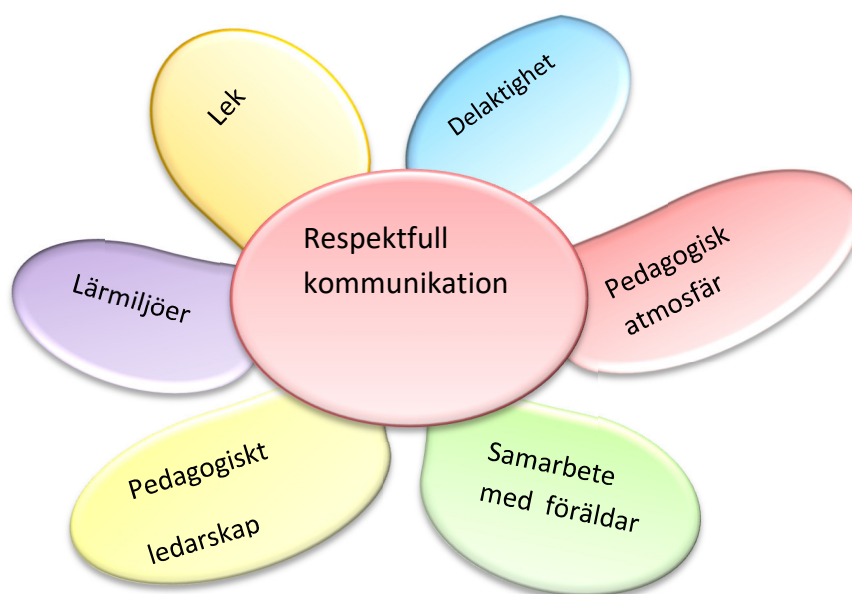 Lek
Delaktighet
Respektfull
kommunikation
Pedagogisk
atmosfär
Lärmiljöer
Pedagogiskt
ledarskap
Samarbete
med föräldar